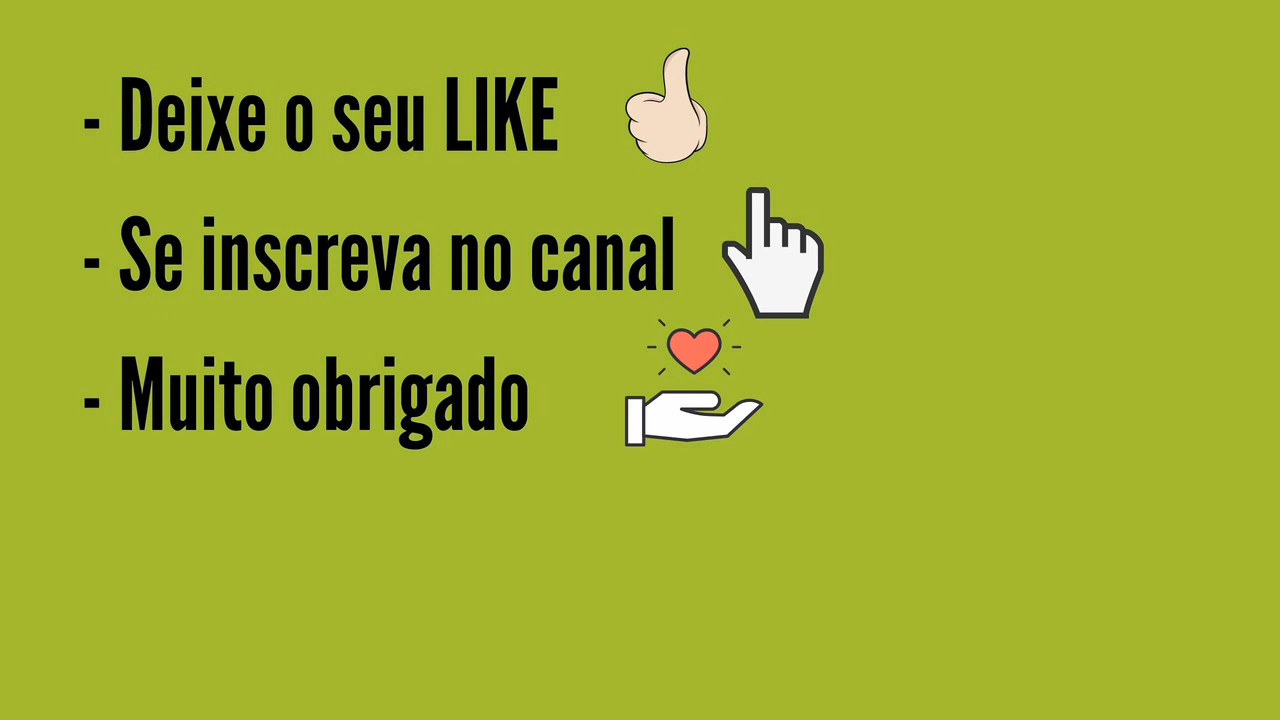 - Deixe o seu LIKE
- Se inscreva no canal
- Muito obrigado